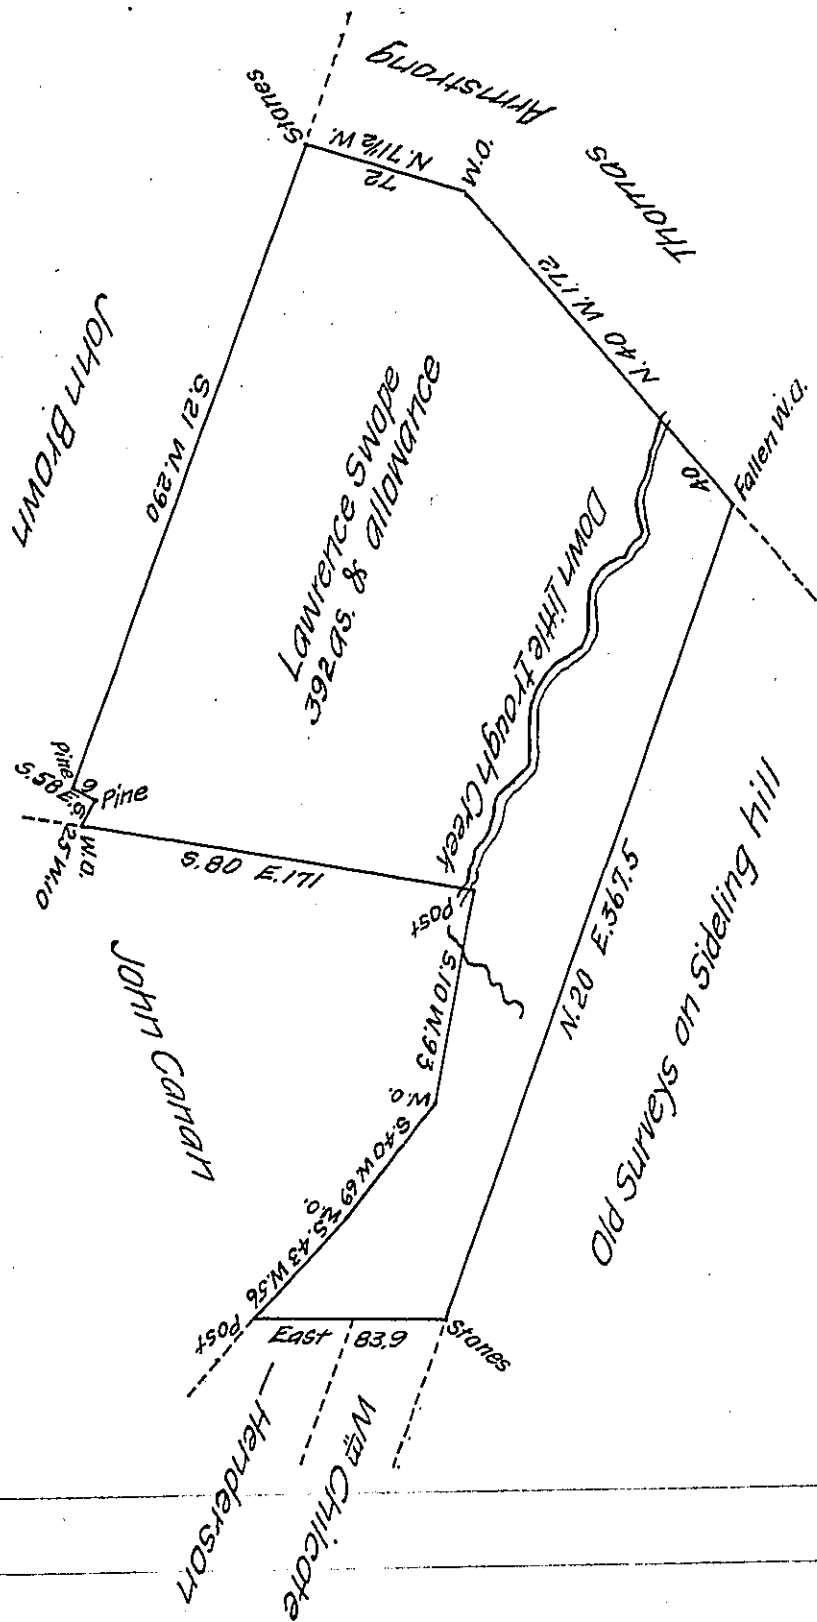 Stones
Armstrong
N. 71½ W.
72
W.O.
Thomas
N. 40 W. 172
40
Fallen W.O.
John Brown
S. 21 W. 290
Lawrence Swope
392 as. & allowance
Down little trough Creek
Pine
S. 58 E. 6.
9
Pine
S. 25 W. 10
W.O.
S. 80 E. 171
Post
S. 10 W. 93
N. 20 E. 367.5
Old Surveys on Sideling hill
John Canan
W.O.
S. 40 W. 69
W.O.
S. 43 W. 56
Post
East 83.9
Stones
— Henderson
Wm Chilcote